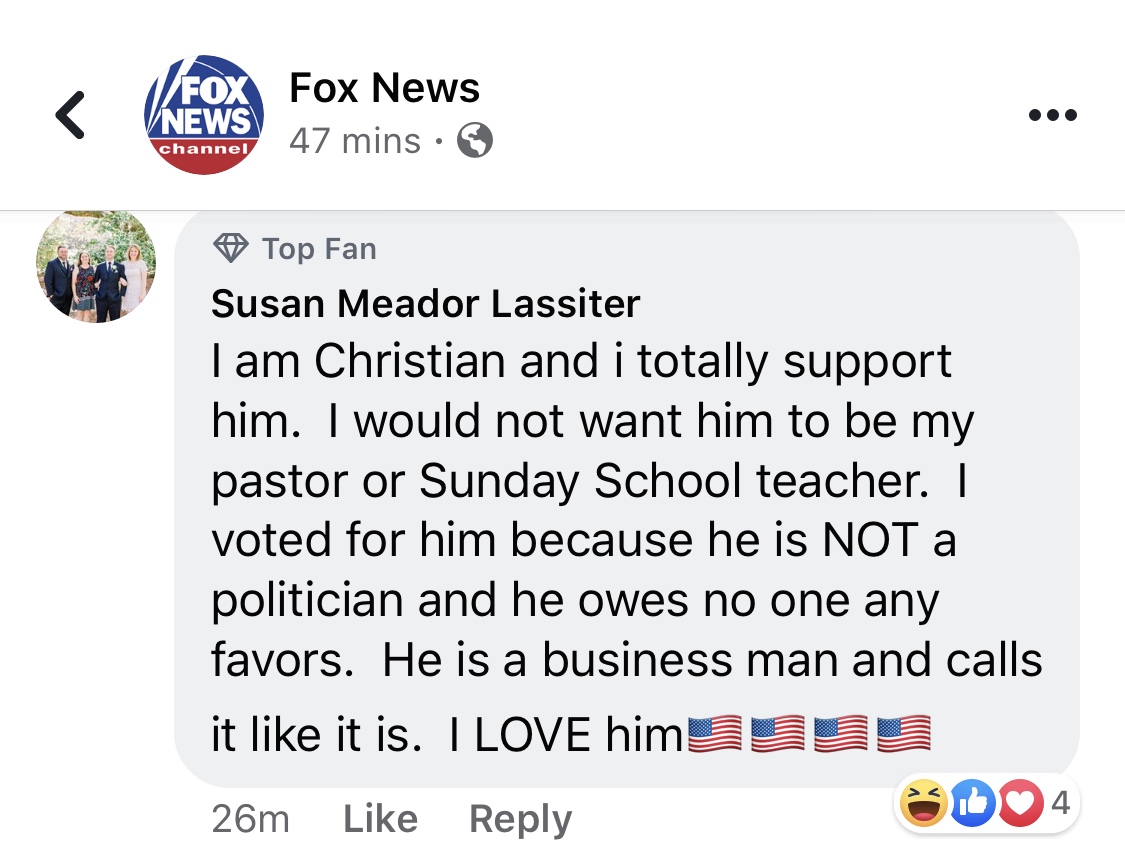 Fox News
FOX
NEWS
channel
47 mins ·
Top Fan
Susan Meador Lassiter
I am Christian and i totally support
him.  I would not want him to be my
pastor or Sunday School teacher.  I
voted for him because he is NOT a
politician and he owes no one any
favors.  He is a business man and calls
it like it is.  I LOVE him🇺🇸🇺🇸🇺🇸🇺🇸
26m Like Reply
4